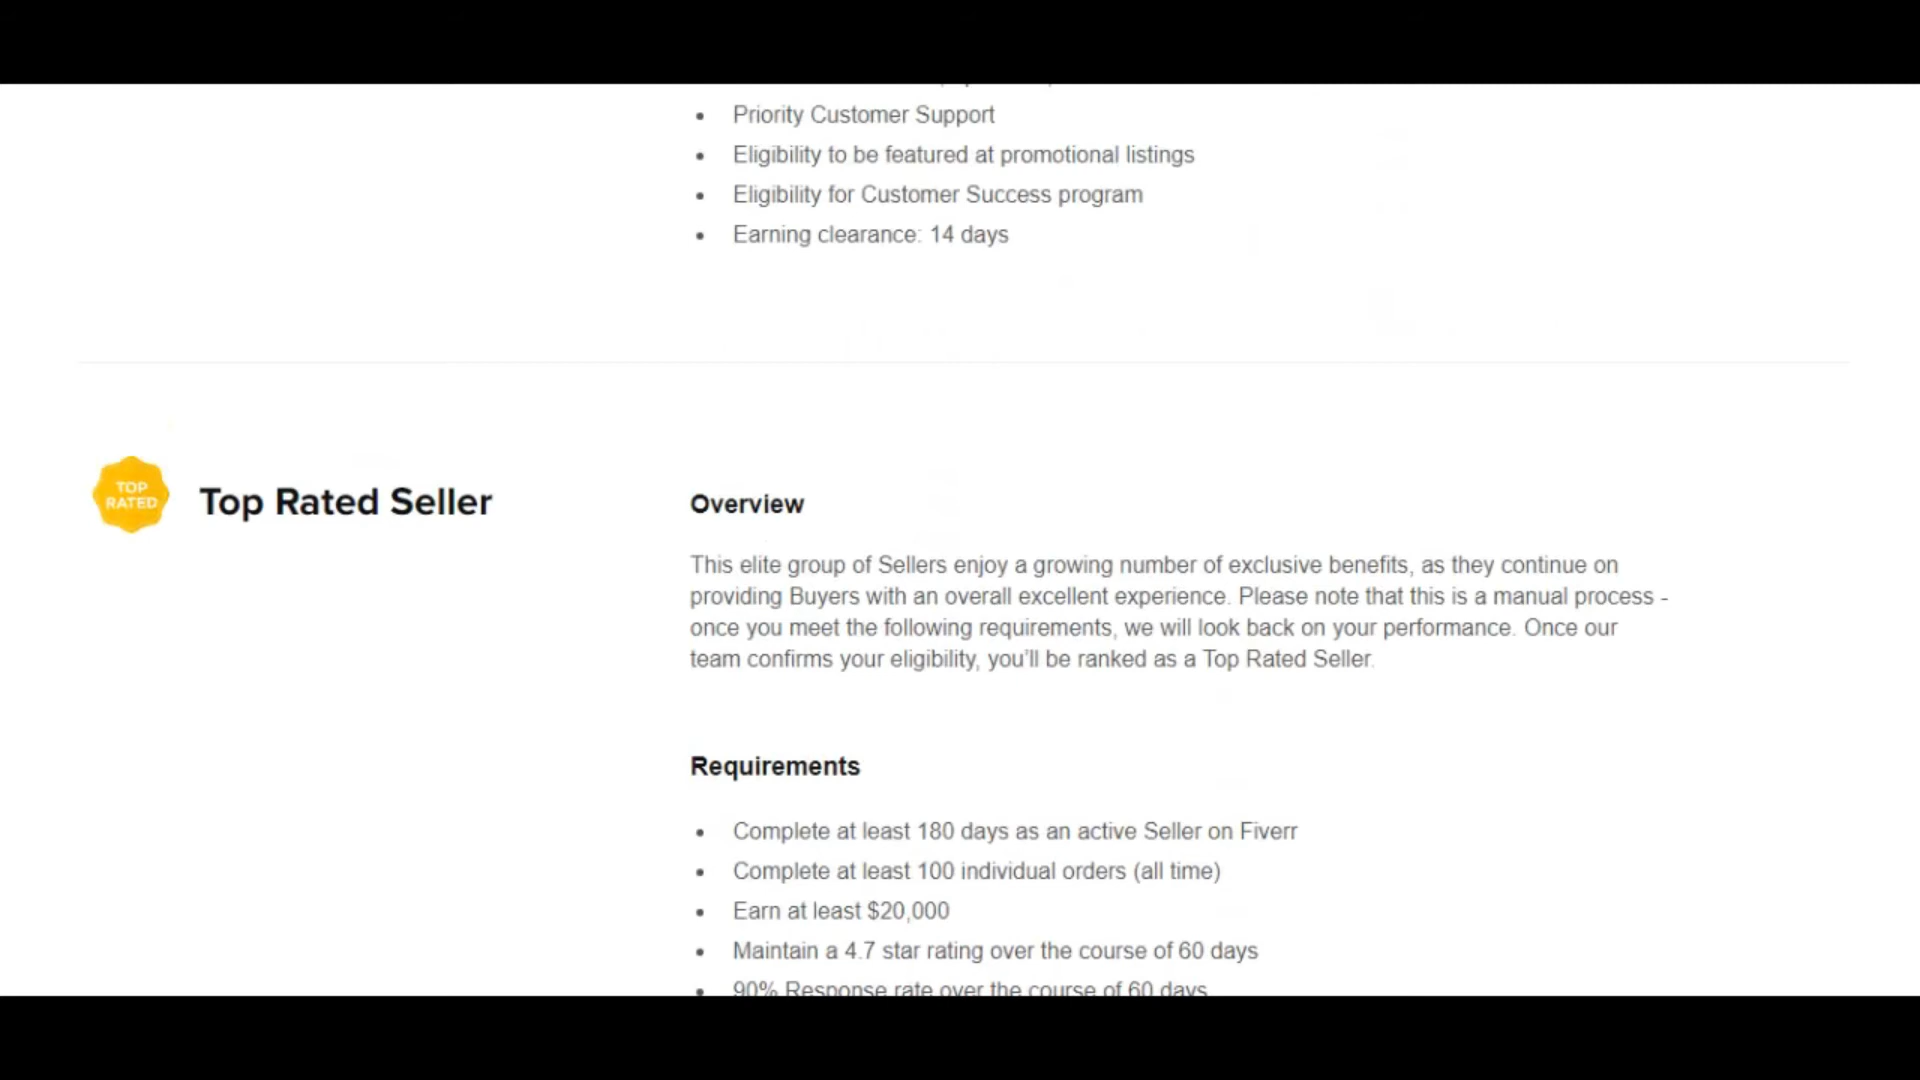 Priority Customer Support
Eligibility to be featured at promotional listings
Eligibility for Customer Success program
Earning clearance: 14 days
TOP
RATED
Top Rated Seller
Overview
This elite group of Sellers enjoy a growing number of exclusive benefits, as they continue on
providing Buyers with an overall excellent experience. Please note that this is a manual process -
once you meet the following requirements, we will look back on your performance. Once our
team confirms your eligibility, you'll be ranked as a Top Rated Seller.
Requirements
Complete at least 180 days as an active Seller on Fiverr
Complete at least 100 individual orders (all time)
Earn at least $20,000
Maintain a 4.7 star rating over the course of 60 days
90% Response rate over the course of 60 days